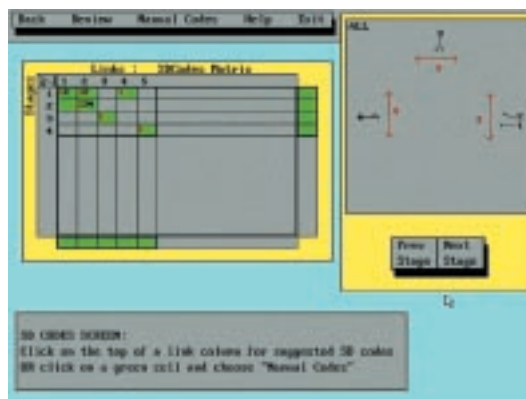 Back Review Manual Codes Help Exit
ALL
Links : SDCodes Matrix
Stages
1 2 3 4 5
1
2
3
4
Prev Stage
Next Stage
SD CODES SCREEN:
Click on the top of a link column for suggested SD codes
OR click on a green cell and choose "Manual Codes"